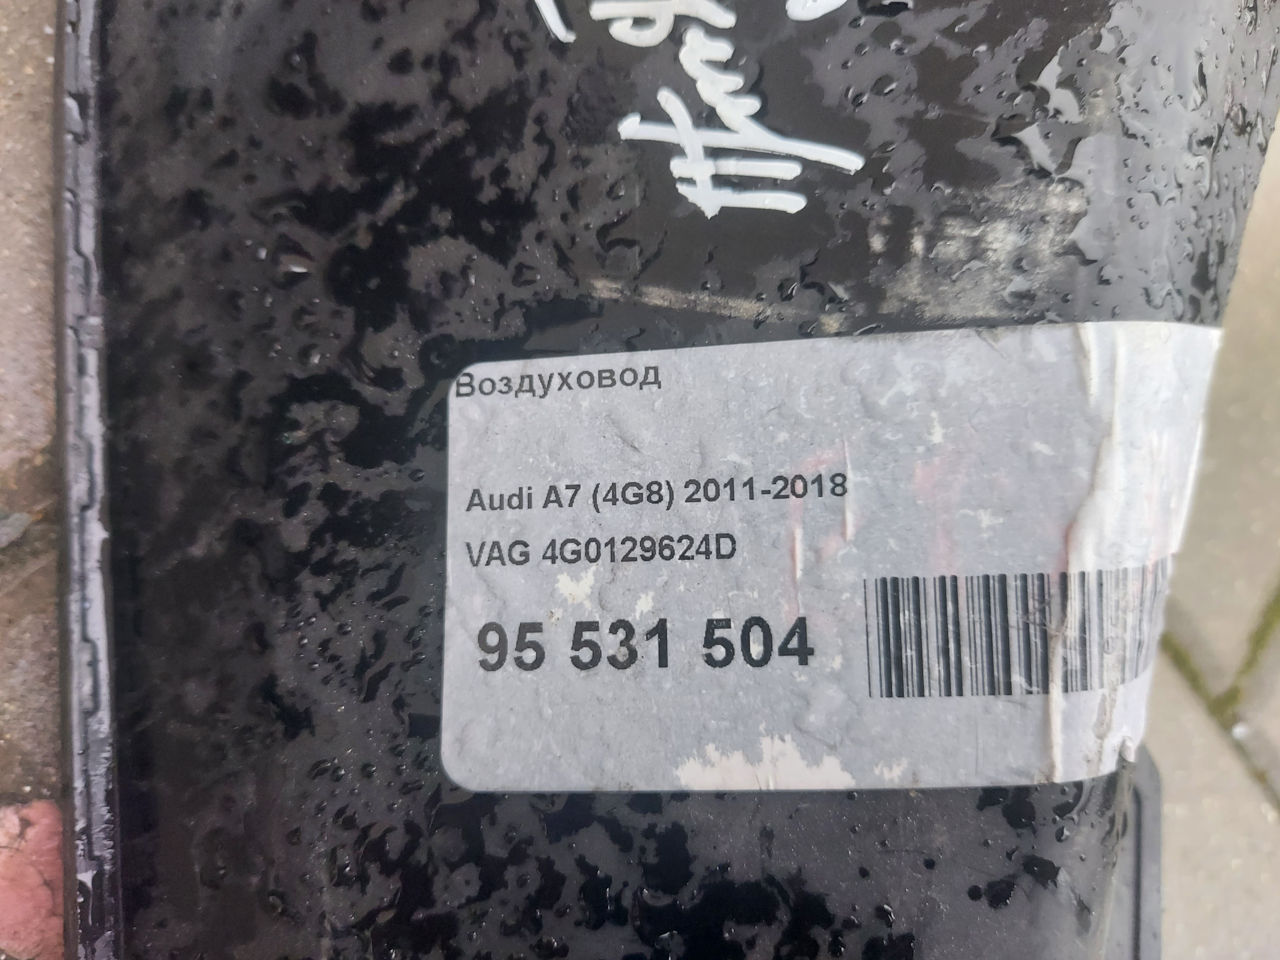 Воздуховод
Audi A7 (4G8) 2011-2018
VAG 4G0129624D
95 531 504